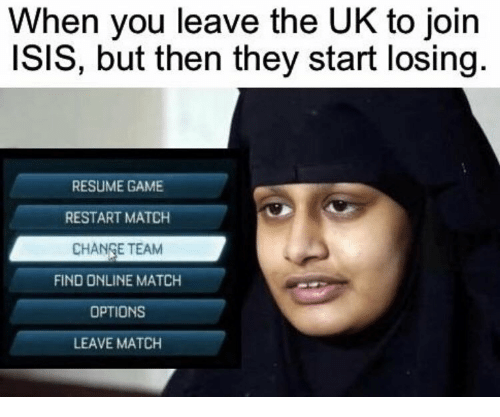 When you leave the UK to join
ISIS, but then they start losing.
RESUME GAME
RESTART MATCH
CHANGE TEAM
FIND ONLINE MATCH
OPTIONS
LEAVE MATCH